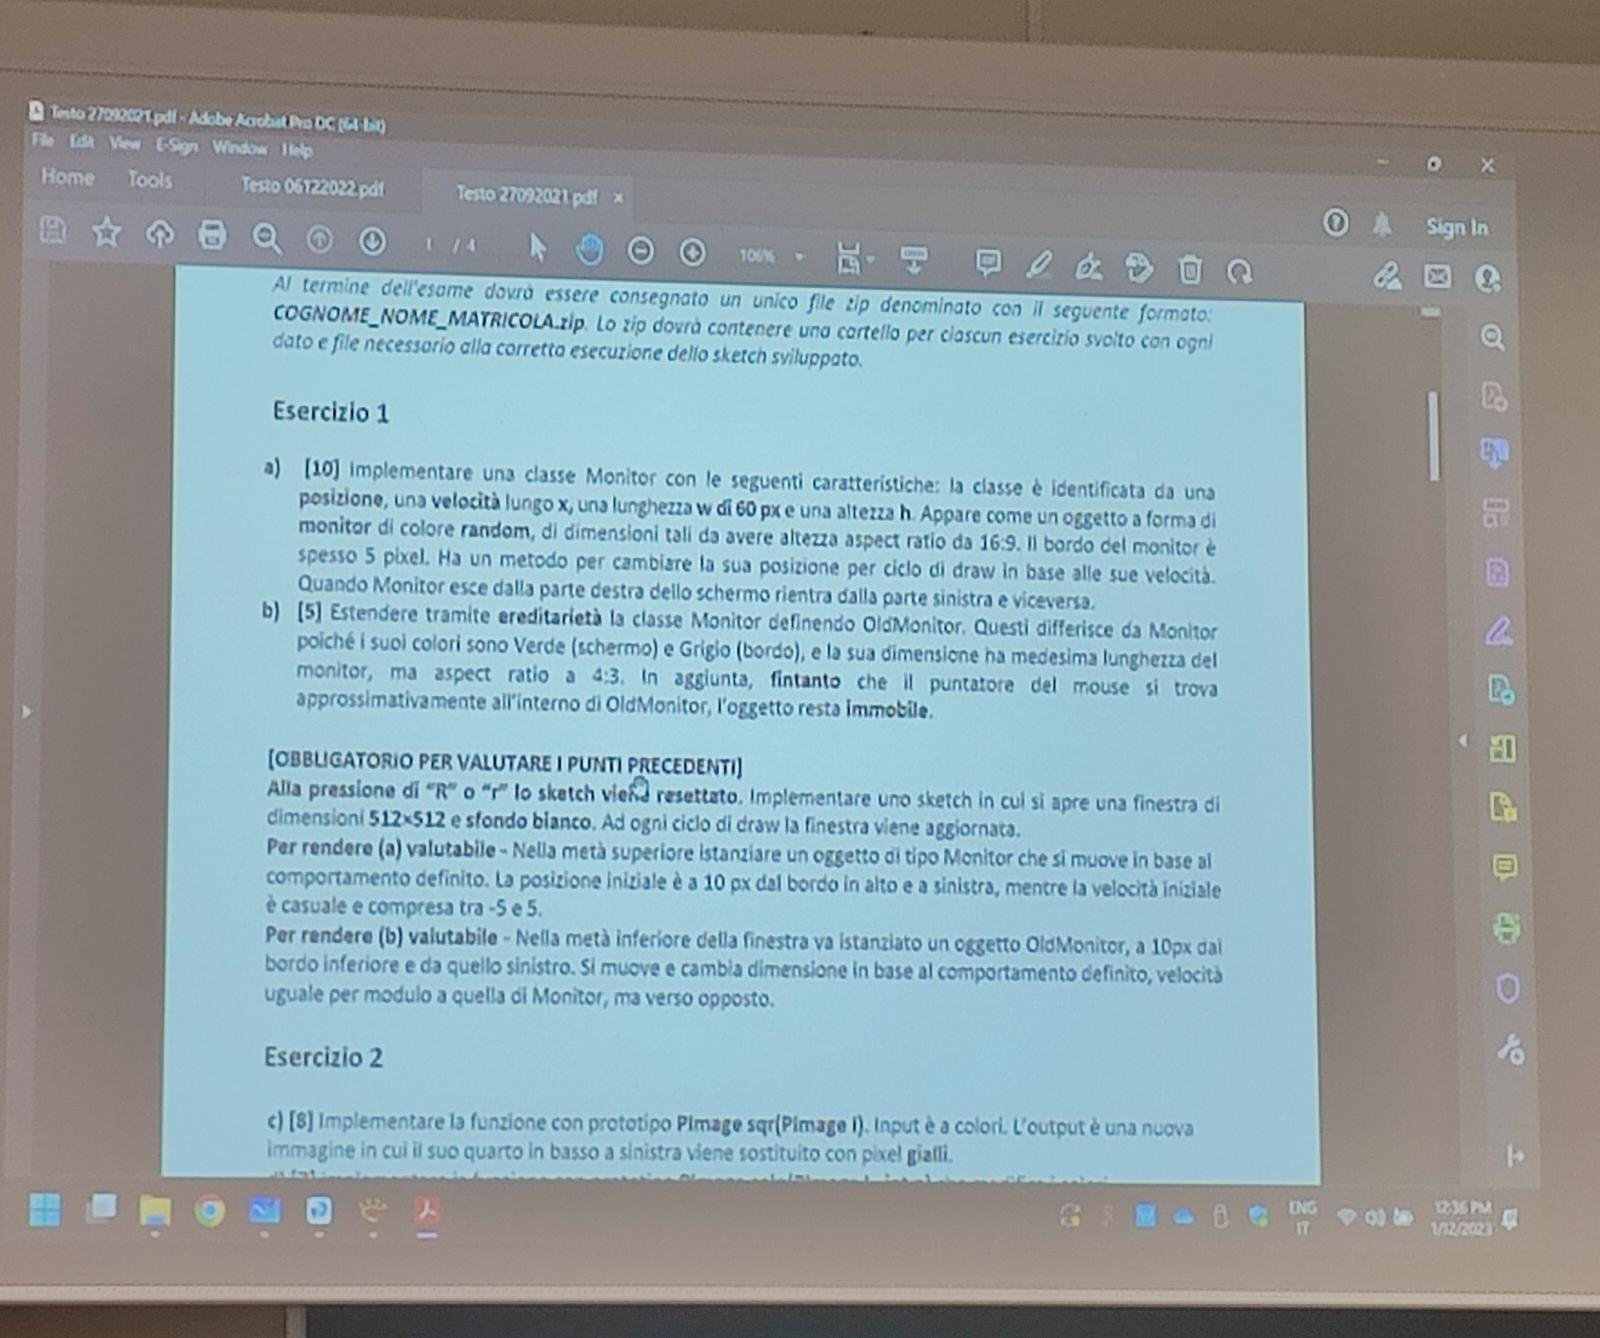 Testo 27092021.pdf - Adobe Acrobat Pro DC (64-bit)
File Edit View E-Sign Window Help
Home Tools Testo 06122022.pdf Testo 27092021.pdf ×
Sign In
1 / 4 106%
Al termine dell'esame dovrà essere consegnato un unico file zip denominato con il seguente formato:
COGNOME_NOME_MATRICOLA.zip. Lo zip dovrà contenere una cartella per ciascun esercizio svolto con ogni
dato e file necessario alla corretta esecuzione dello sketch sviluppato.
Esercizio 1
a) [10] Implementare una classe Monitor con le seguenti caratteristiche: la classe è identificata da una
posizione, una velocità lungo x, una lunghezza w di 60 px e una altezza h. Appare come un oggetto a forma di
monitor di colore random, di dimensioni tali da avere altezza aspect ratio da 16:9. Il bordo del monitor è
spesso 5 pixel. Ha un metodo per cambiare la sua posizione per ciclo di draw in base alle sue velocità.
Quando Monitor esce dalla parte destra dello schermo rientra dalla parte sinistra e viceversa.
b) [5] Estendere tramite ereditarietà la classe Monitor definendo OldMonitor. Questi differisce da Monitor
poiché i suoi colori sono Verde (schermo) e Grigio (bordo), e la sua dimensione ha medesima lunghezza del
monitor, ma aspect ratio a 4:3. In aggiunta, fintanto che il puntatore del mouse si trova
approssimativamente all'interno di OldMonitor, l'oggetto resta immobile.
[OBBLIGATORIO PER VALUTARE I PUNTI PRECEDENTI]
Alla pressione di "R" o "r" lo sketch viene resettato. Implementare uno sketch in cui si apre una finestra di
dimensioni 512×512 e sfondo bianco. Ad ogni ciclo di draw la finestra viene aggiornata.
Per rendere (a) valutabile - Nella metà superiore istanziare un oggetto di tipo Monitor che si muove in base al
comportamento definito. La posizione iniziale è a 10 px dal bordo in alto e a sinistra, mentre la velocità iniziale
è casuale e compresa tra -5 e 5.
Per rendere (b) valutabile - Nella metà inferiore della finestra va istanziato un oggetto OldMonitor, a 10px dal
bordo inferiore e da quello sinistro. Si muove e cambia dimensione in base al comportamento definito, velocità
uguale per modulo a quella di Monitor, ma verso opposto.
Esercizio 2
c) [8] Implementare la funzione con prototipo PImage sqr(PImage I). Input è a colori. L'output è una nuova
immagine in cui il suo quarto in basso a sinistra viene sostituito con pixel gialli.
ENG
IT
12:36 PM
1/12/2023